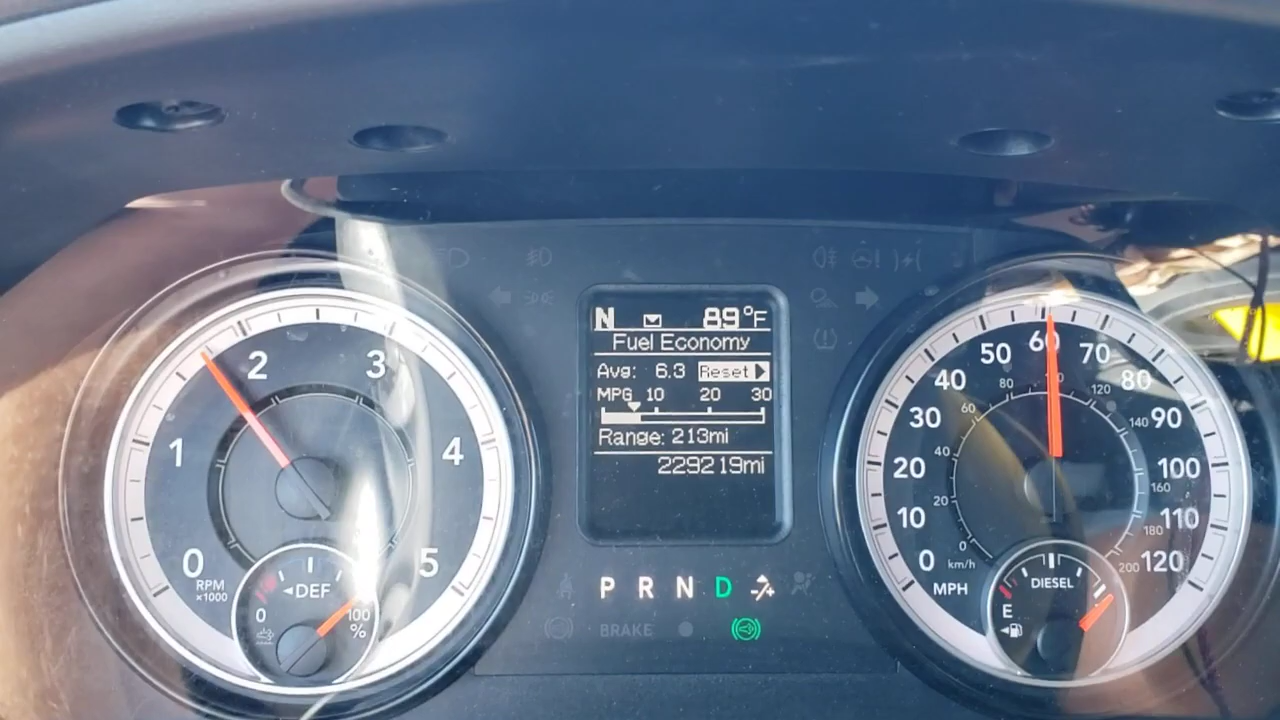 N 89°F
Fuel Economy
Avg: 6.3 Reset
MPG 10 20 30
Range: 213mi
229219mi
P R N D
BRAKE
0 1 2 3 4 5
RPM
x1000
DEF
0 100
%
0 10 20 30 40 50 60 70 80 90 100 110 120
MPH
0 20 40 60 80 120 140 160 180 200
km/h
DIESEL
E